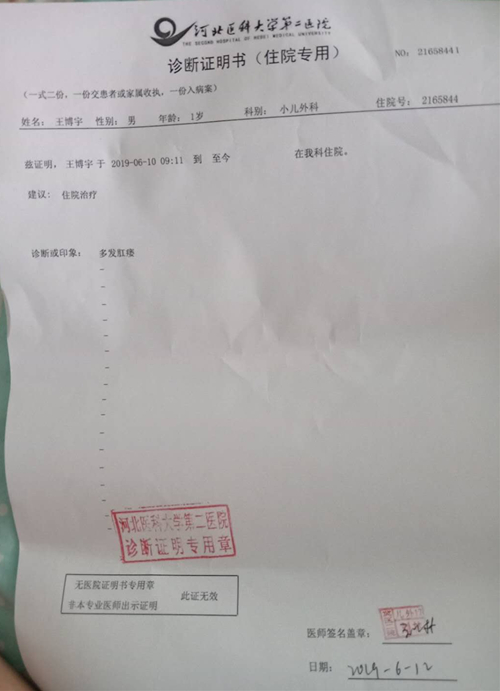 河北医科大学第二医院
THE SECOND HOSPITAL OF HEBEI MEDICAL UNIVERSITY
诊断证明书（住院专用） NO: 21658441
（一式二份，一份交患者或家属收执，一份入病案）
姓名: 王博宇 性别: 男 年龄: 1岁 科别: 小儿外科 住院号: 2165844
兹证明, 王博宇 于 2019-06-10 09:11 到 至今 在我科住院。
建议: 住院治疗
诊断或印象: 多发肛瘘
河北医科大学第二医院
诊断证明专用章
无医院证明书专用章
非本专业医师出示证明
此证无效
医师签名盖章:
日期: 2019-6-12